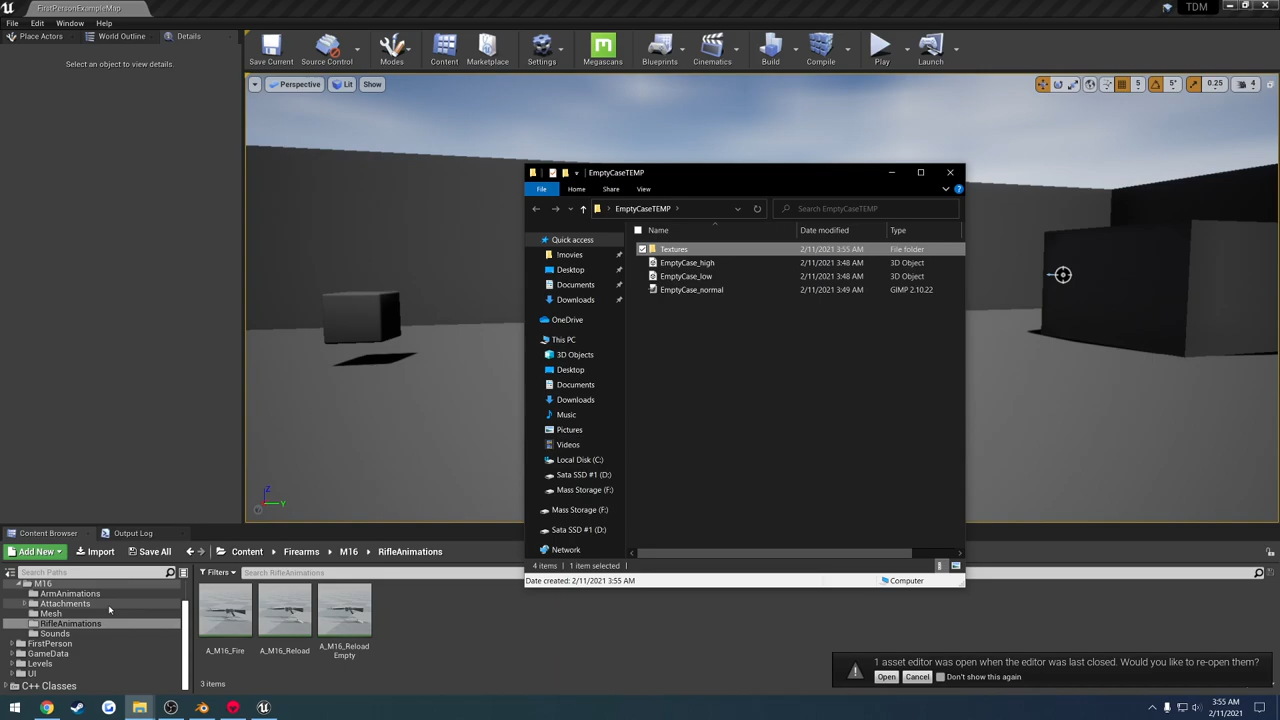 FirstPersonExampleMap
TDM
File Edit Window Help
Place Actors World Outline Details
Select an object to view details.
Save Current Source Control Modes Content Marketplace Settings Megascans Blueprints Cinematics Build Compile Play Launch
Perspective Lit Show
5 5° 0.25 4
EmptyCaseTEMP
File Home Share View
EmptyCaseTEMP
Search EmptyCaseTEMP
Name Date modified Type
Quick access
!movies
Desktop
Documents
Downloads
OneDrive
This PC
3D Objects
Desktop
Documents
Downloads
Music
Pictures
Videos
Local Disk (C:)
Sata SSD #1 (D:)
Mass Storage (F:)
Mass Storage (F:)
Sata SSD #1 (D:)
Network
Textures 2/11/2021 3:55 AM File folder
EmptyCase_high 2/11/2021 3:48 AM 3D Object
EmptyCase_low 2/11/2021 3:48 AM 3D Object
EmptyCase_normal 2/11/2021 3:49 AM GIMP 2.10.22
4 items 1 item selected
Date created: 2/11/2021 3:55 AM
Computer
Z
Y
Content Browser Output Log
Add New Import Save All Content Firearms M16 RifleAnimations
Search Paths
Filters Search RifleAnimations
M16
ArmAnimations
Attachments
Mesh
RifleAnimations
Sounds
FirstPerson
GameData
Levels
UI
C++ Classes
A_M16_Fire
A_M16_Reload
A_M16_Reload
Empty
3 items
1 asset editor was open when the editor was last closed. Would you like to re-open them?
Open Cancel Don't show this again
3:55 AM
2/11/2021